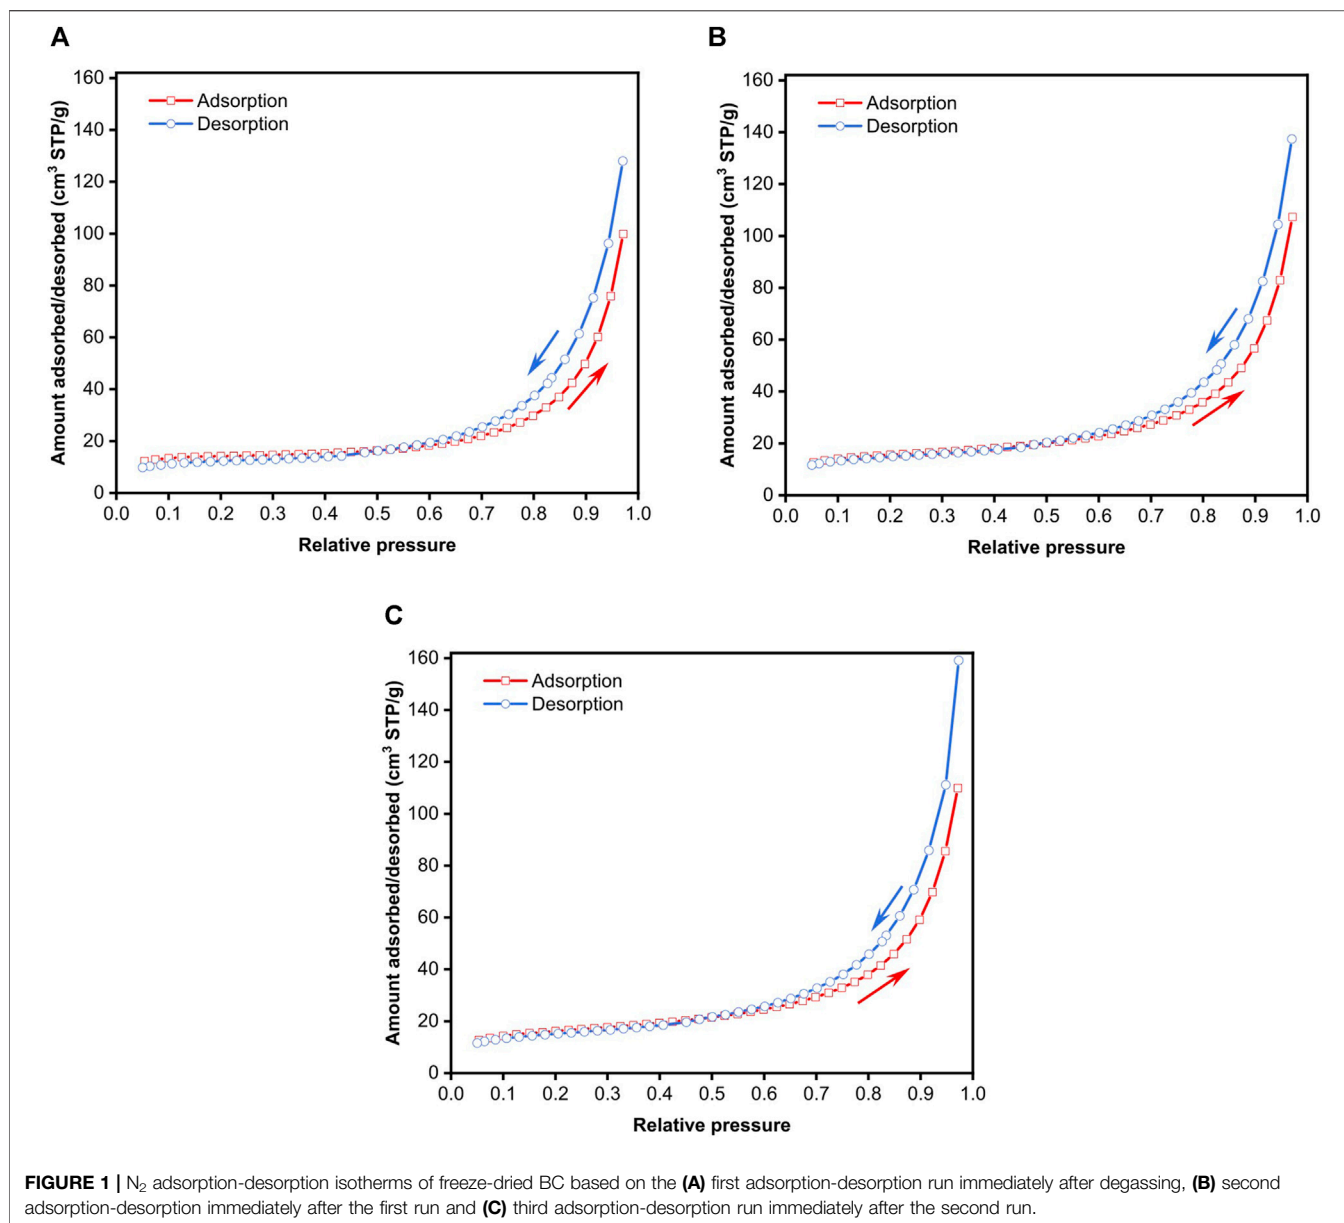 A
Amount adsorbed/desorbed (cm³ STP/g)
160
140
120
100
80
60
40
20
0
Adsorption
Desorption
0.0 0.1 0.2 0.3 0.4 0.5 0.6 0.7 0.8 0.9 1.0
Relative pressure
B
Amount adsorbed/desorbed (cm³ STP/g)
160
140
120
100
80
60
40
20
0
Adsorption
Desorption
0.0 0.1 0.2 0.3 0.4 0.5 0.6 0.7 0.8 0.9 1.0
Relative pressure
C
Amount adsorbed/desorbed (cm³ STP/g)
160
140
120
100
80
60
40
20
0
Adsorption
Desorption
0.0 0.1 0.2 0.3 0.4 0.5 0.6 0.7 0.8 0.9 1.0
Relative pressure
FIGURE 1 | N₂ adsorption-desorption isotherms of freeze-dried BC based on the (A) first adsorption-desorption run immediately after degassing, (B) second
adsorption-desorption immediately after the first run and (C) third adsorption-desorption run immediately after the second run.